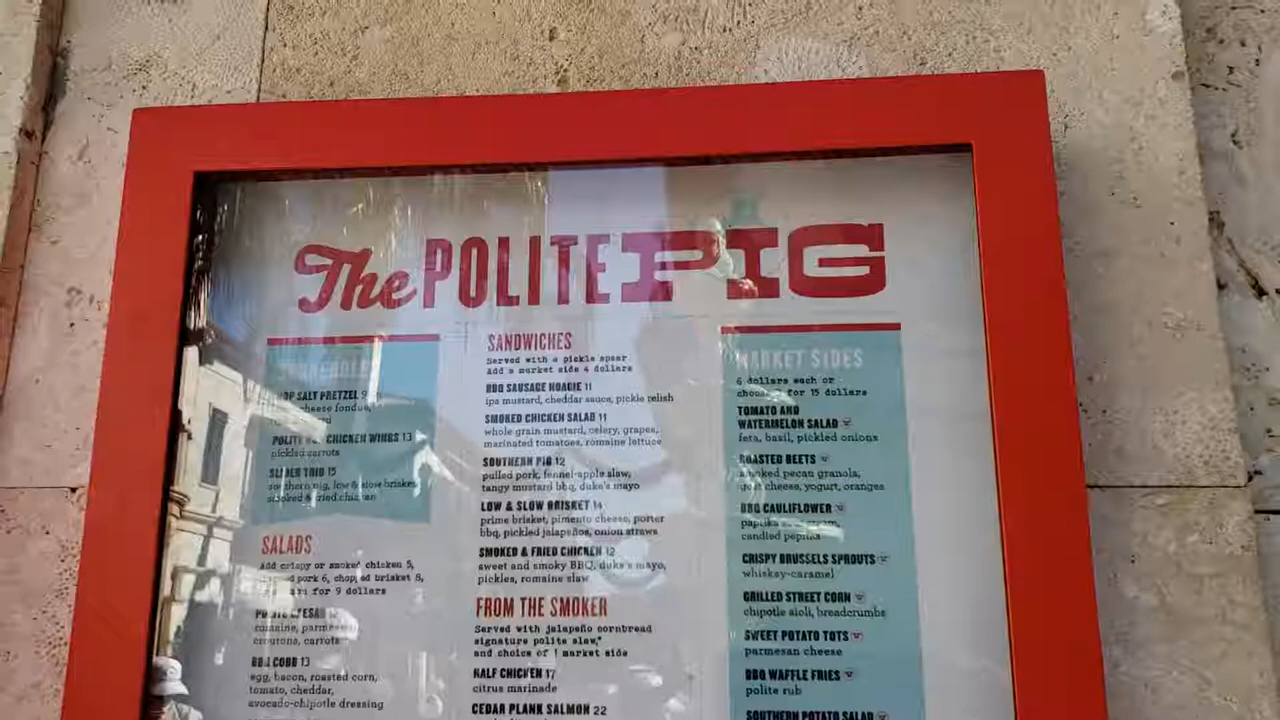 The POLITE PIG
SALT PRETZEL
cheese fondue,
POLITE CHICKEN WINGS 13
pickled carrots
SLIDER TRIO 15
southern pig, low & slow brisket
smoked & fried chicken
SALADS
Add crispy or smoked chicken 5,
pork 6, chopped brisket 8,
for 9 dollars
POLITE CAESAR
romaine, parmesan
croutons, carrots
BBQ COBB 13
egg, bacon, roasted corn,
tomato, cheddar,
avocado-chipotle dressing
SANDWICHES
Served with a pickle spear
Add a market side 4 dollars
BBQ SAUSAGE HOAGIE 11
ipa mustard, cheddar sauce, pickle relish
SMOKED CHICKEN SALAD 11
whole grain mustard, celery, grapes,
marinated tomatoes, romaine lettuce
SOUTHERN PIG 12
pulled pork, fennel-apple slaw,
tangy mustard bbq, duke's mayo
LOW & SLOW BRISKET 14
prime brisket, pimento cheese, porter
bbq, pickled jalapeños, onion straws
SMOKED & FRIED CHICKEN 12
sweet and smoky BBQ, duke's mayo,
pickles, romaine slaw
FROM THE SMOKER
Served with jalapeño cornbread
signature polite slaw,*
and choice of 1 market side
HALF CHICKEN 17
citrus marinade
CEDAR PLANK SALMON 22
MARKET SIDES
6 dollars each or
choose 3 for 15 dollars
TOMATO AND
WATERMELON SALAD
feta, basil, pickled onions
ROASTED BEETS
smoked pecan granola,
goat cheese, yogurt, oranges
BBQ CAULIFLOWER
paprika sour cream,
candied pepitas
CRISPY BRUSSELS SPROUTS
whiskey-caramel
GRILLED STREET CORN
chipotle aioli, breadcrumbs
SWEET POTATO TOTS
parmesan cheese
BBQ WAFFLE FRIES
polite rub
SOUTHERN POTATO SALAD